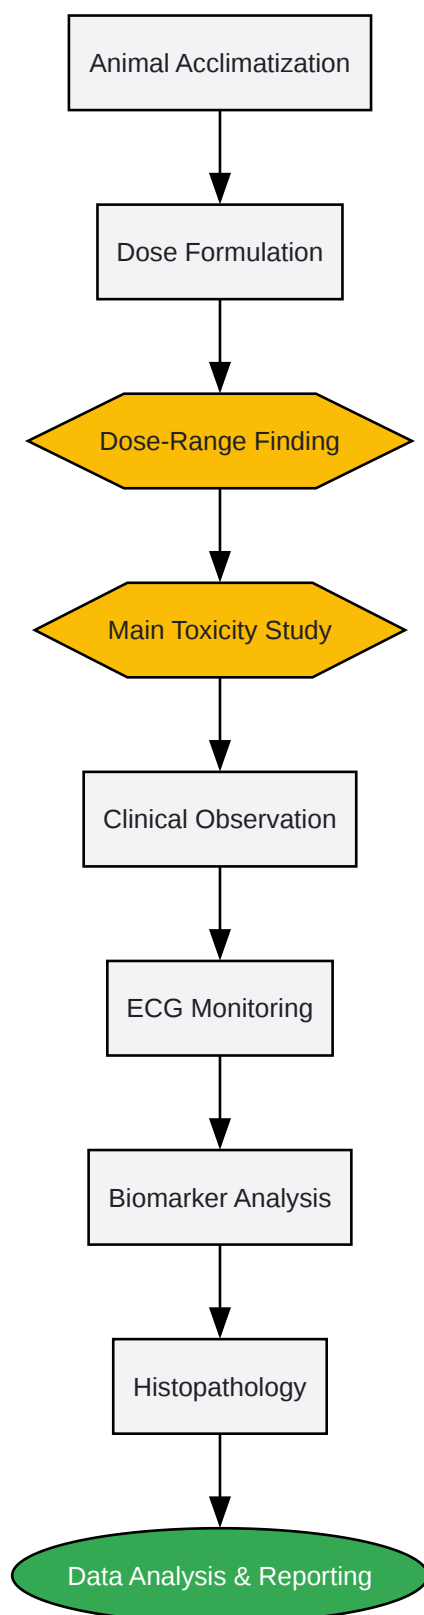 Animal Acclimatization
Dose Formulation
Dose-Range Finding
Main Toxicity Study
Clinical Observation
ECG Monitoring
Biomarker Analysis
Histopathology
Data Analysis & Reporting